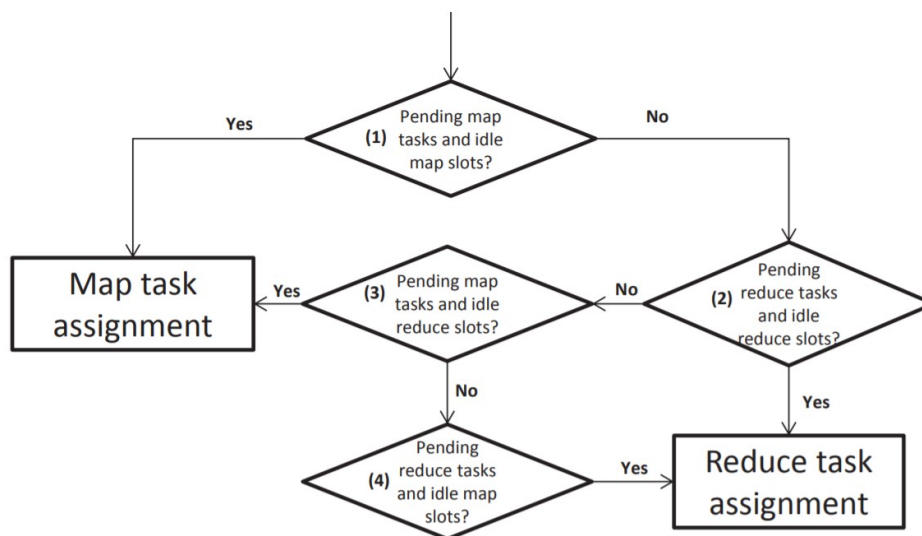 Pending map
Yes
No
(1) tasks and idle
map slots?
Pending
Map task
assignment
Pending map
(3) tasks and idle
reduce slots?
Yes
No
(2) reduce tasks
and idle
reduce slots?
No
Yes
Pending
reduce tasks
(4) and idle map
slots?
Yes
Reduce task
assignment